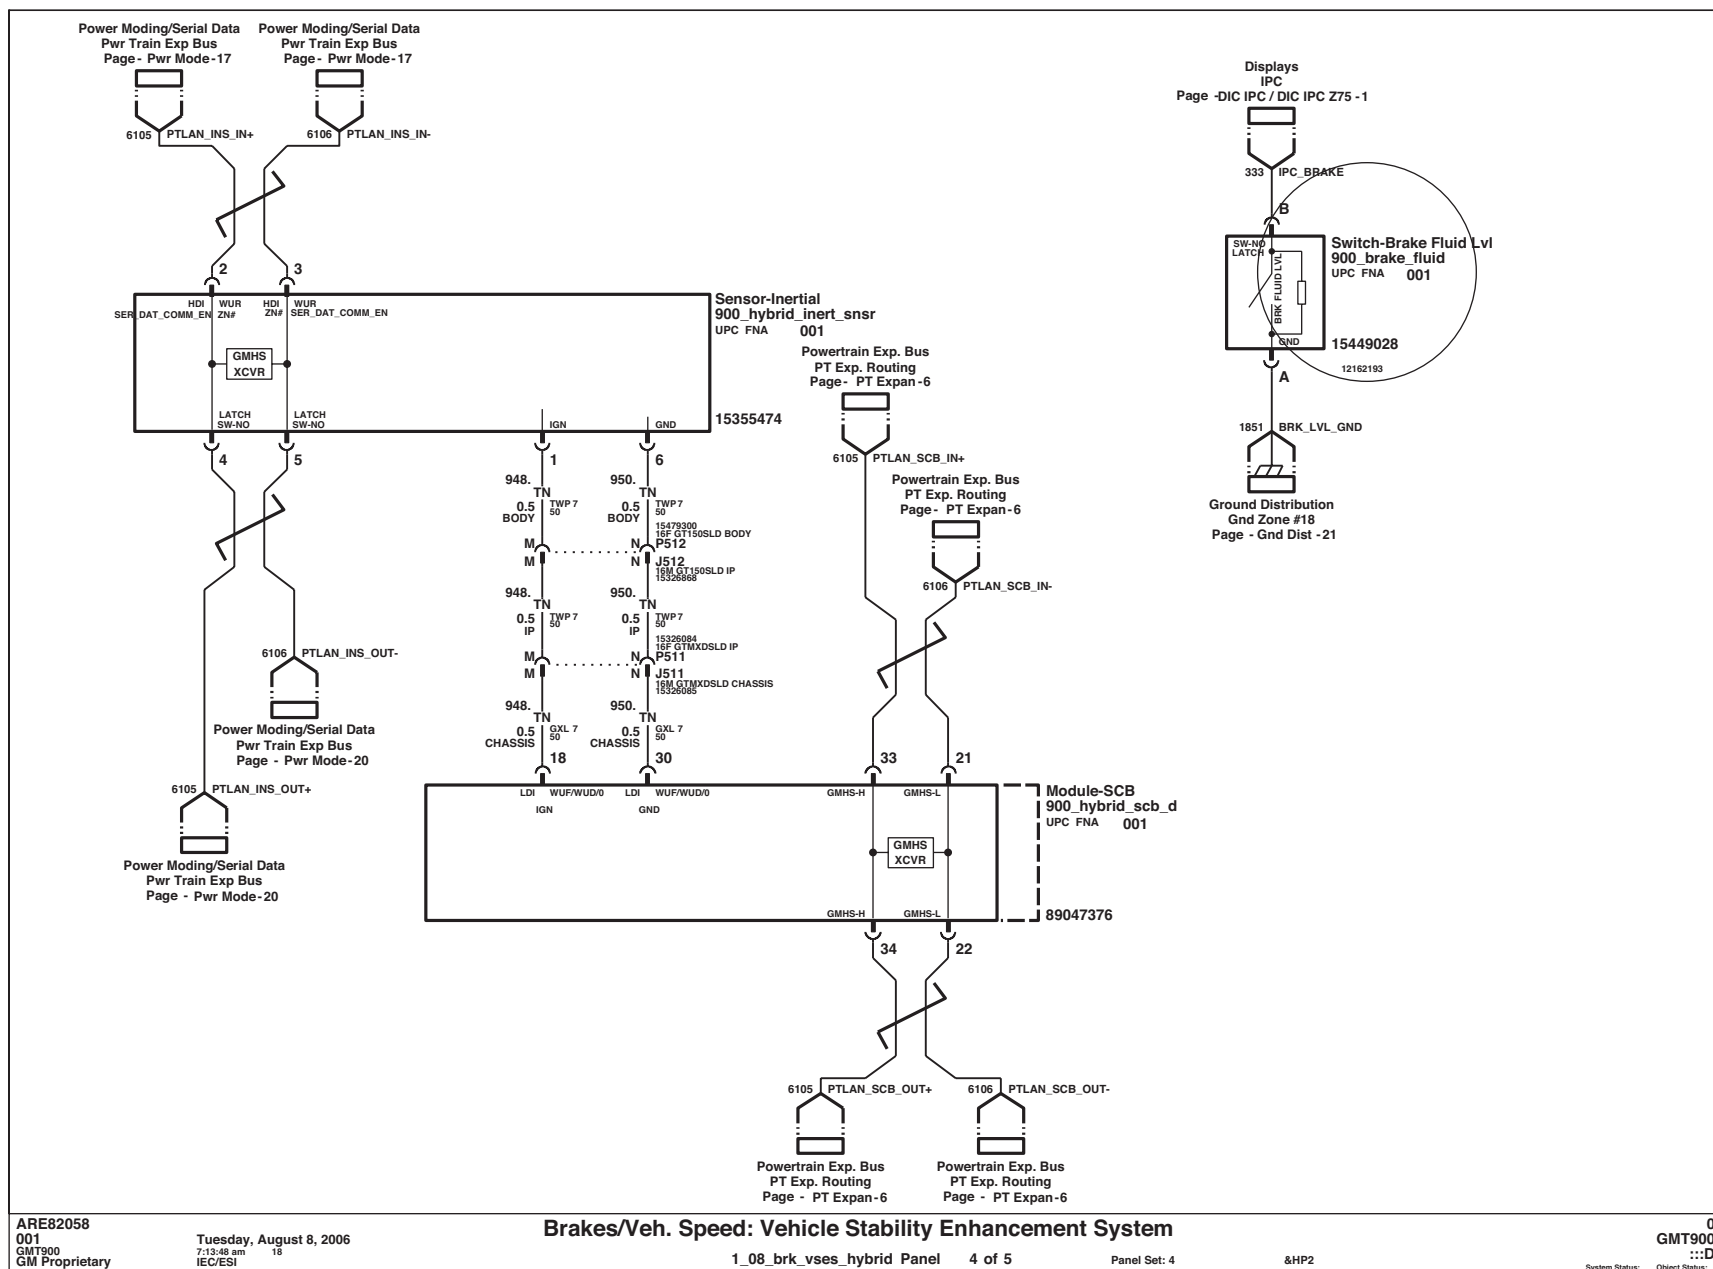 Power Moding/Serial Data
Pwr Train Exp Bus
Page - Pwr Mode-17
Power Moding/Serial Data
Pwr Train Exp Bus
Page - Pwr Mode-17
6105 PTLAN_INS_IN+
6106 PTLAN_INS_IN-
2
3
HDI WUR
SER_DAT_COMM_EN ZN#
HDI WUR
ZN# SER_DAT_COMM_EN
GMHS
XCVR
LATCH
SW-NO
LATCH
SW-NO
IGN
GND
Sensor-Inertial
900_hybrid_inert_snsr
UPC FNA 001
15355474
4
5
1
6
6106 PTLAN_INS_OUT-
Power Moding/Serial Data
Pwr Train Exp Bus
Page - Pwr Mode-20
6105 PTLAN_INS_OUT+
Power Moding/Serial Data
Pwr Train Exp Bus
Page - Pwr Mode-20
948.
TN
0.5 TWP 7
BODY 50
M
M
948.
TN
0.5 TWP 7
IP 50
M
M
948.
TN
0.5 GXL 7
CHASSIS 50
18
950.
TN
0.5 TWP 7
BODY 50
15479300
16F GT150SLD BODY
N P512
N J512
16M GT150SLD IP
15326868
950.
TN
0.5 TWP 7
IP 50
15326084
16F GTMXDSLD IP
N P511
N J511
16M GTMXDSLD CHASSIS
15326085
950.
TN
0.5 GXL 7
CHASSIS 50
30
Powertrain Exp. Bus
PT Exp. Routing
Page - PT Expan-6
6105 PTLAN_SCB_IN+
Powertrain Exp. Bus
PT Exp. Routing
Page - PT Expan-6
6106 PTLAN_SCB_IN-
33
21
LDI WUF/WUD/0
IGN
LDI WUF/WUD/0
GND
GMHS-H
GMHS-L
GMHS
XCVR
GMHS-H
GMHS-L
Module-SCB
900_hybrid_scb_d
UPC FNA 001
89047376
34
22
6105 PTLAN_SCB_OUT+
6106 PTLAN_SCB_OUT-
Powertrain Exp. Bus
PT Exp. Routing
Page - PT Expan-6
Powertrain Exp. Bus
PT Exp. Routing
Page - PT Expan-6
Displays
IPC
Page -DIC IPC / DIC IPC Z75 -1
333 IPC_BRAKE
B
SW-NO
LATCH
BRK FLUID LVL
GND
Switch-Brake Fluid Lvl
900_brake_fluid
UPC FNA 001
15449028
12162193
A
1851 BRK_LVL_GND
Ground Distribution
Gnd Zone #18
Page - Gnd Dist -21
ARE82058
001
GMT900
GM Proprietary
Tuesday, August 8, 2006
7:13:48 am 18
IEC/ESI
Brakes/Veh. Speed: Vehicle Stability Enhancement System
1_08_brk_vses_hybrid Panel 4 of 5
Panel Set: 4
&HP2
0
GMT900
:::D
System Status: Object Status: